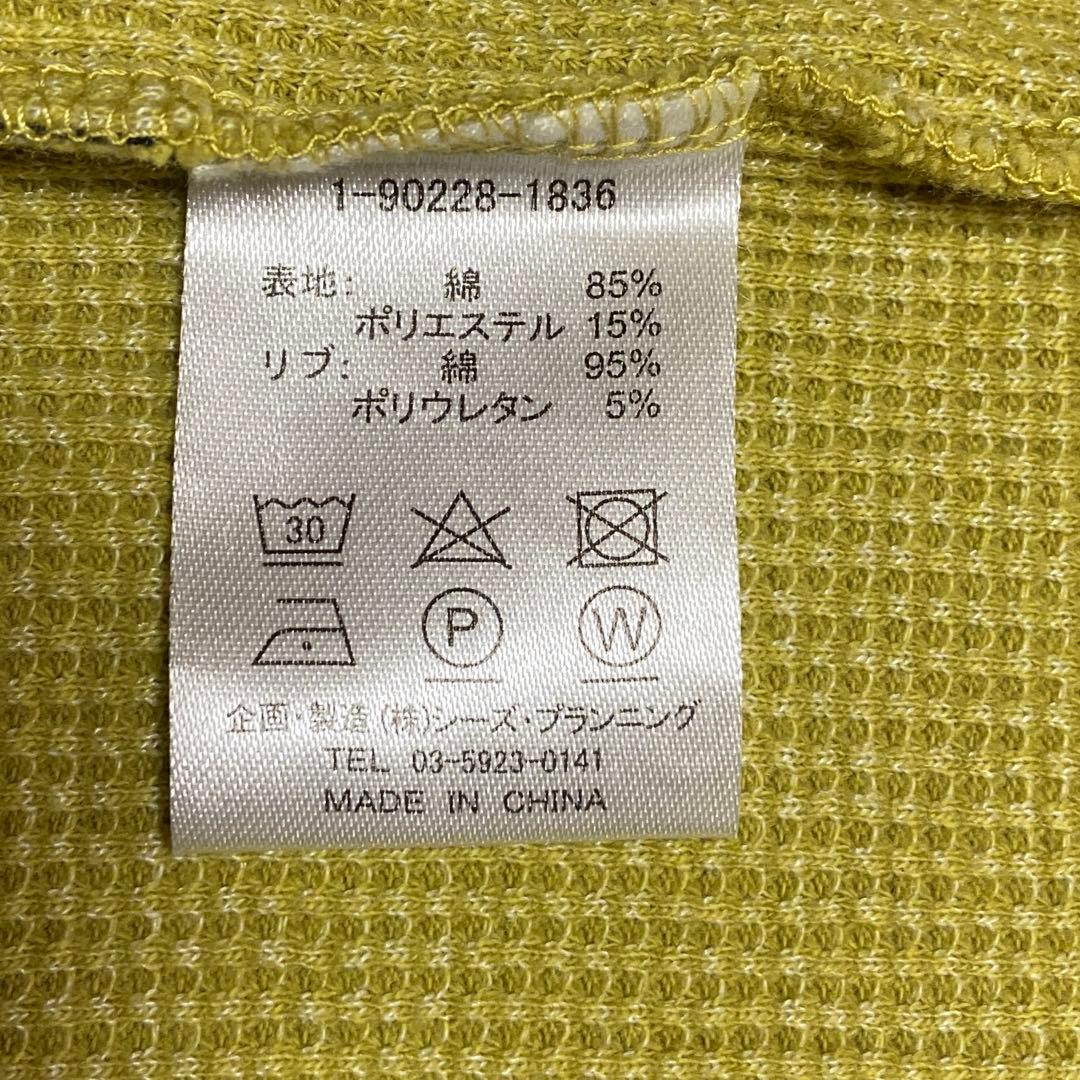 1-90228-1836
表地: 綿 85%
ポリエステル 15%
リブ: 綿 95%
ポリウレタン 5%
30
P W
企画・製造 (株)シーズ・プランニング
TEL 03-5923-0141
MADE IN CHINA